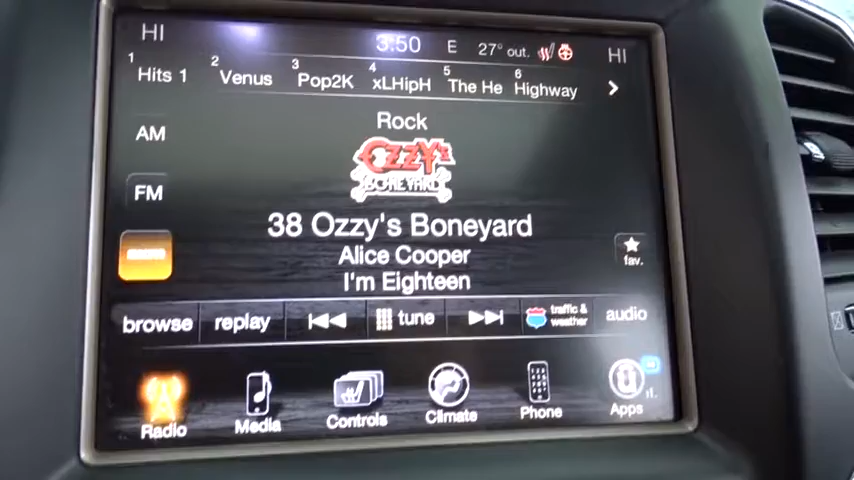 HI 3:50 E 27° out. HI
1 Hits 1 2 Venus 3 Pop2K 4 xLHipH 5 The He 6 Highway
Rock
AM
OZZY'S
BONEYARD
FM
38 Ozzy's Boneyard
Alice Cooper
I'm Eighteen
fav.
browse replay tune traffic & weather audio
Radio Media Controls Climate Phone Apps